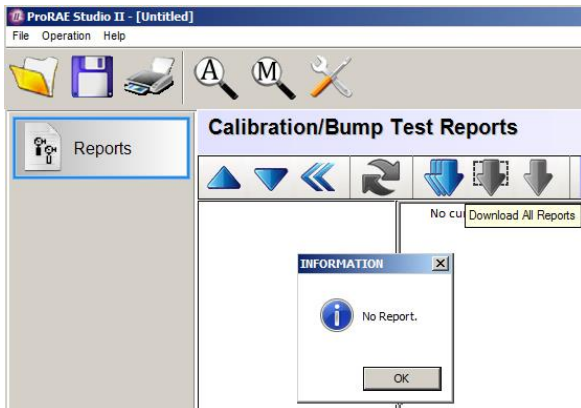 ProRAE Studio II - [Untitled]
File Operation Help
A M
Reports
Calibration/Bump Test Reports
No cu
Download All Reports
INFORMATION
No Report.
OK